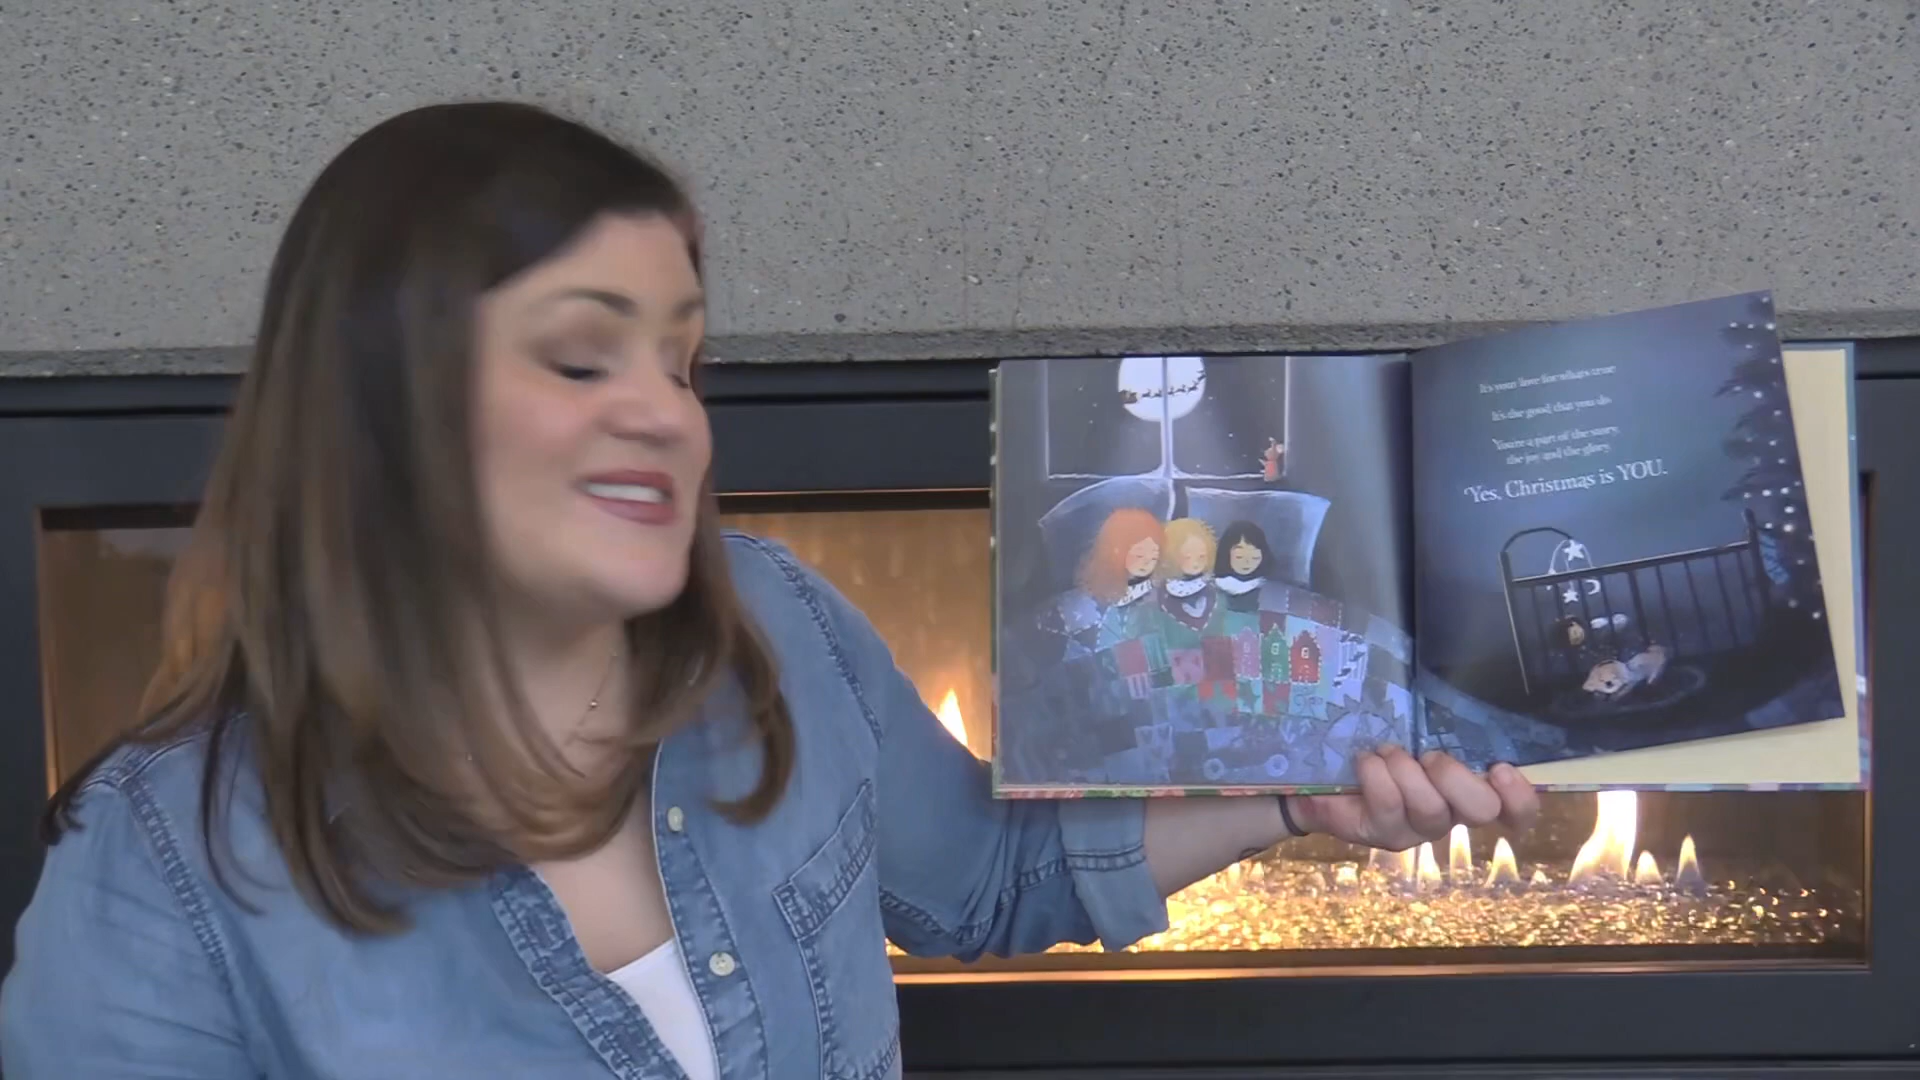 It's your love for what's true
It's the good that you do
You're a part of the story,
the joy and the glory.
Yes, Christmas is YOU.